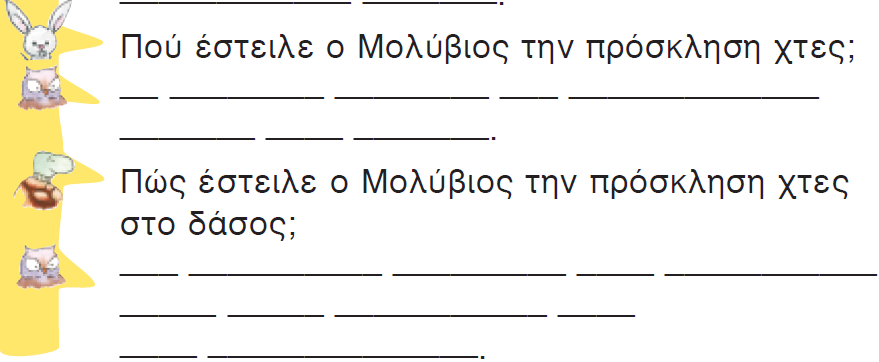 Πού έστειλε ο Μολύβιος την πρόσκληση χτες;
Πώς έστειλε ο Μολύβιος την πρόσκληση χτες
στο δάσος;